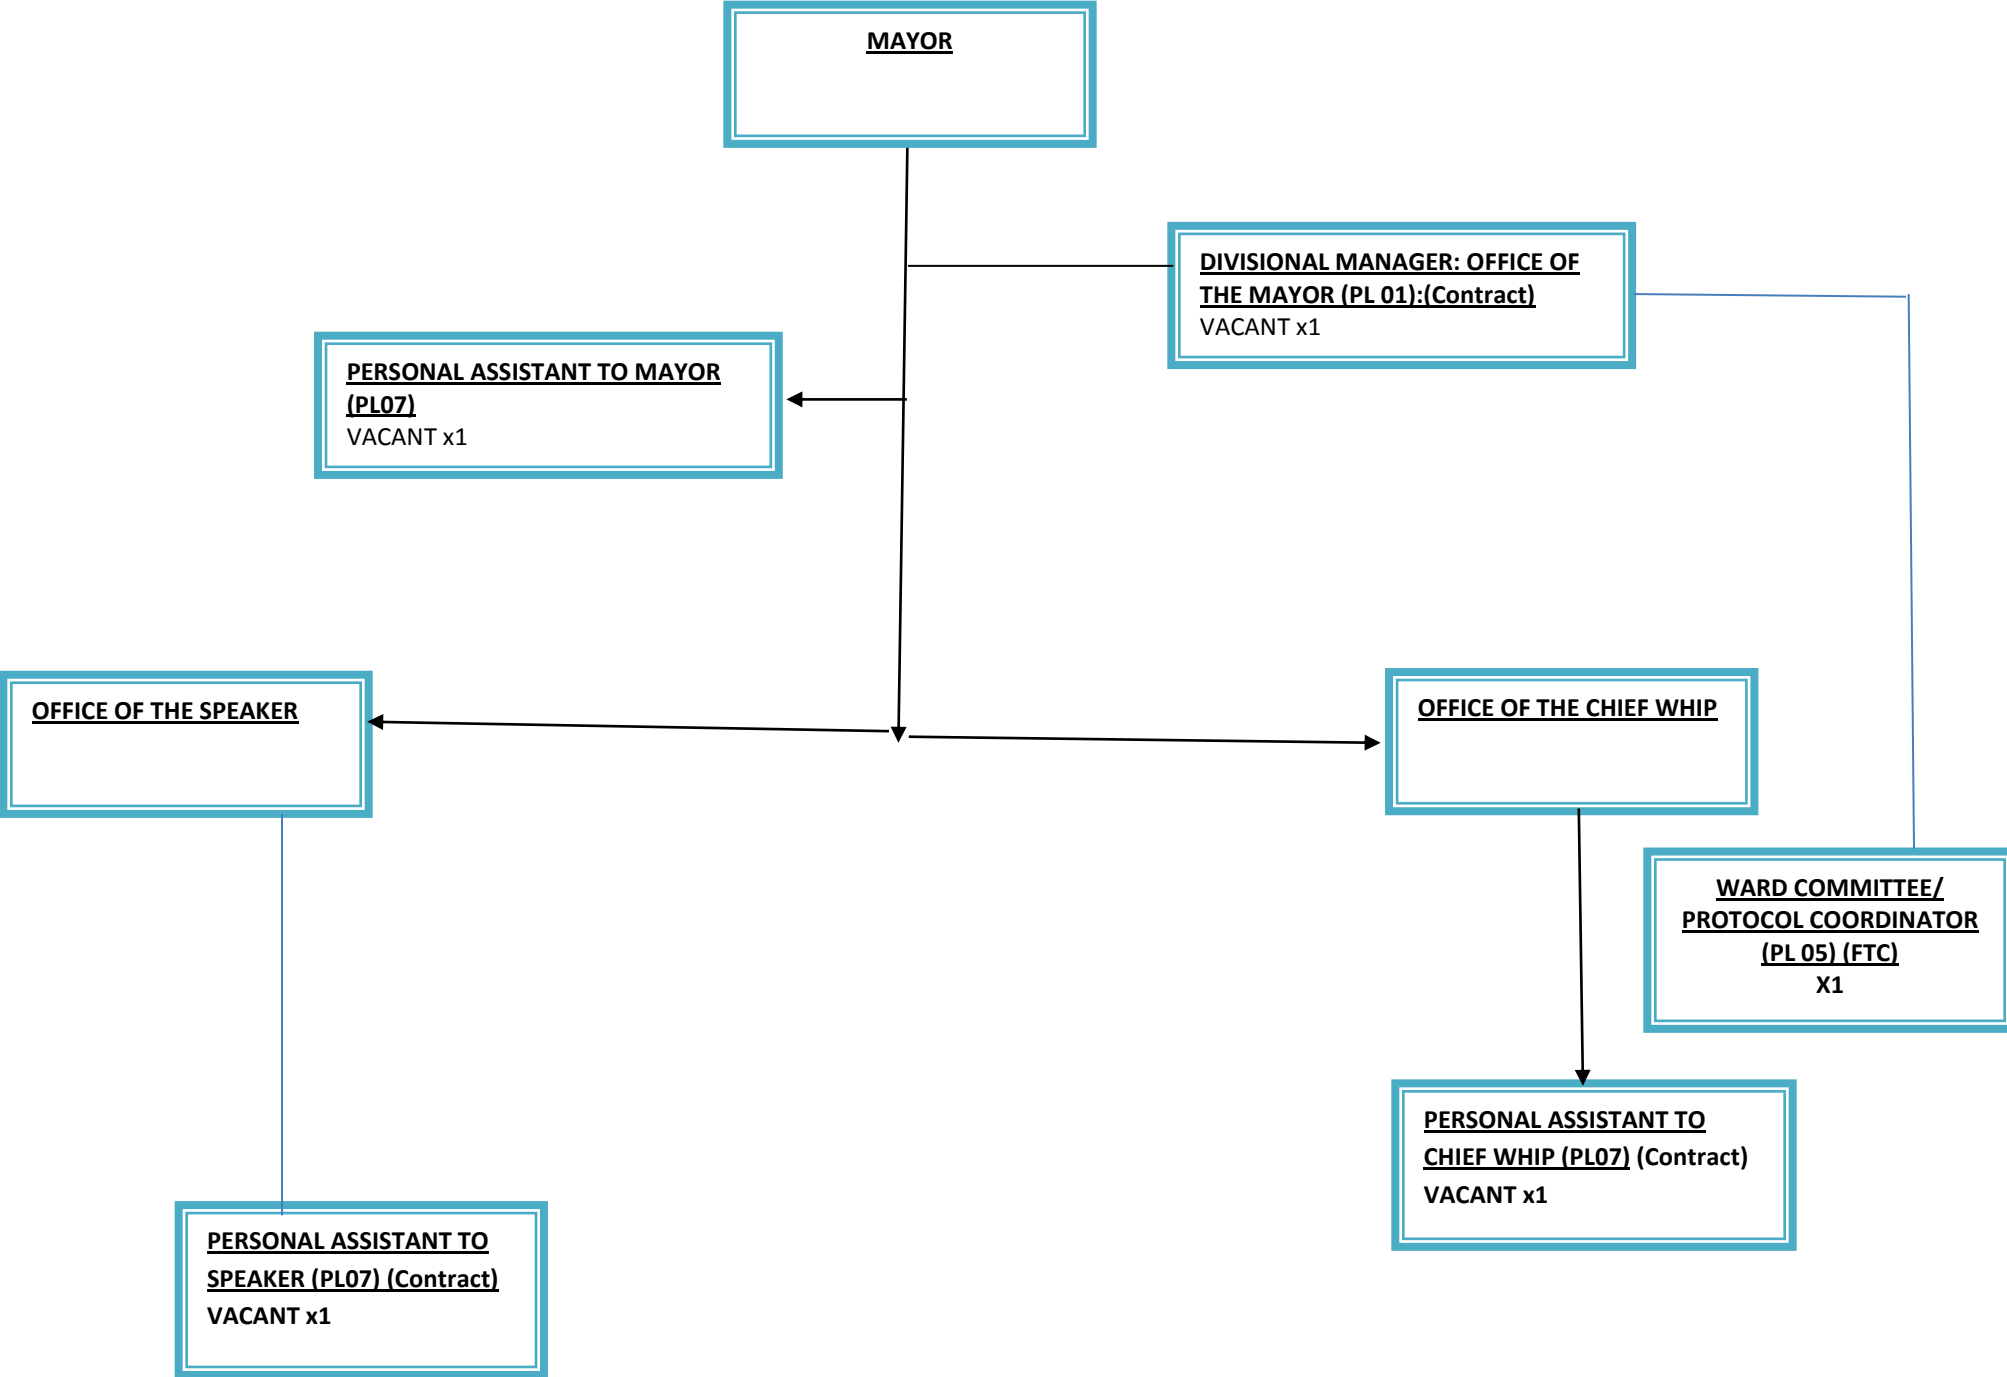 MAYOR
DIVISIONAL MANAGER: OFFICE OF
THE MAYOR (PL 01):(Contract)
VACANT x1
PERSONAL ASSISTANT TO MAYOR
(PL07)
VACANT x1
OFFICE OF THE SPEAKER
OFFICE OF THE CHIEF WHIP
WARD COMMITTEE/
PROTOCOL COORDINATOR
(PL 05) (FTC)
X1
PERSONAL ASSISTANT TO
CHIEF WHIP (PL07) (Contract)
VACANT x1
PERSONAL ASSISTANT TO
SPEAKER (PL07) (Contract)
VACANT x1